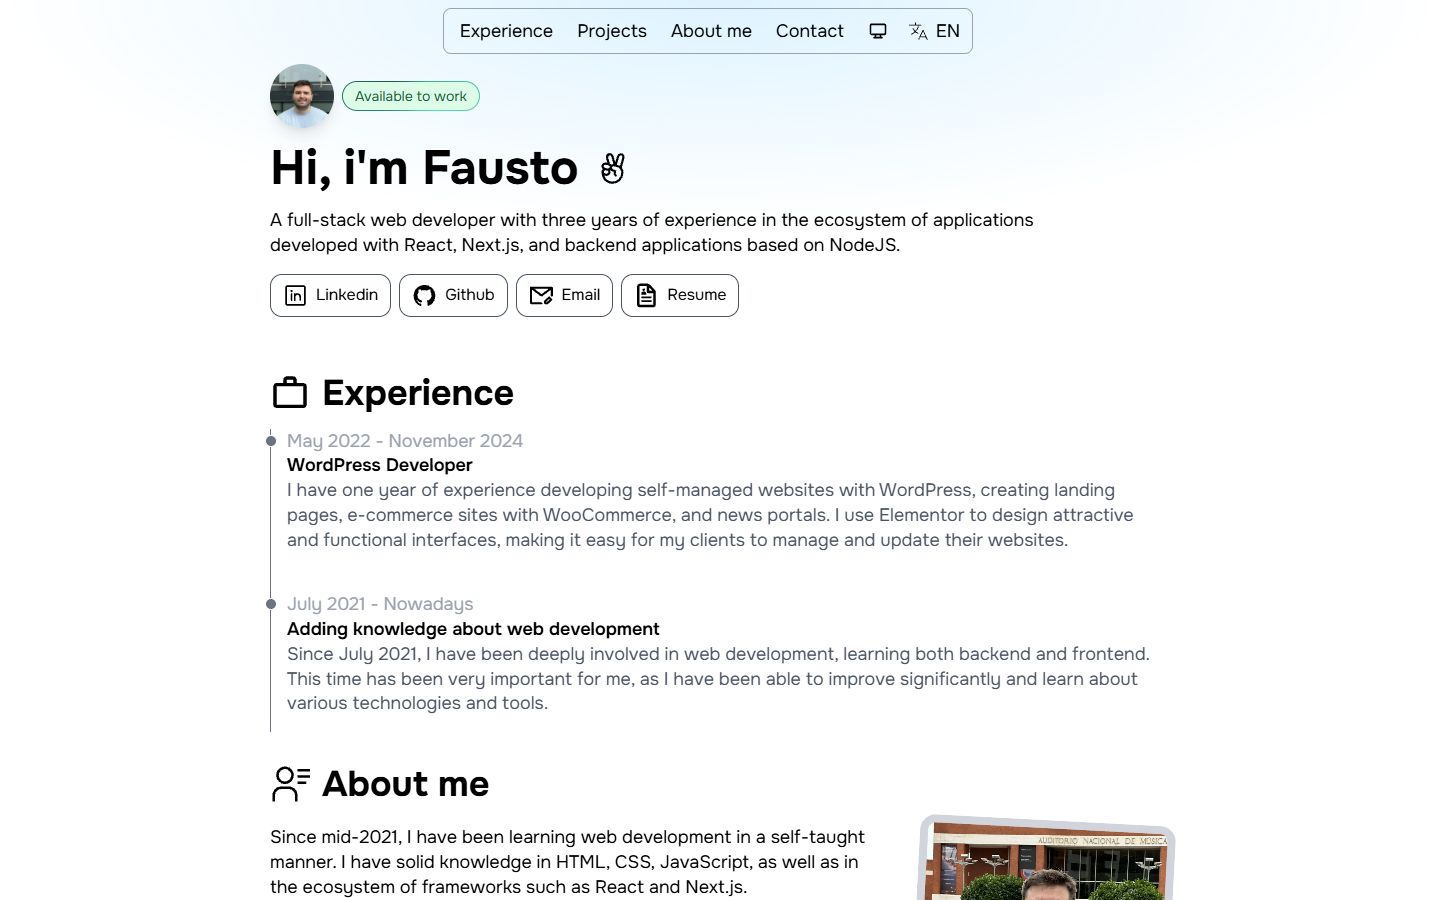 Experience Projects About me Contact EN
Available to work
Hi, i'm Fausto
A full-stack web developer with three years of experience in the ecosystem of applications
developed with React, Next.js, and backend applications based on NodeJS.
Linkedin Github Email Resume
Experience
May 2022 - November 2024
WordPress Developer
I have one year of experience developing self-managed websites with WordPress, creating landing
pages, e-commerce sites with WooCommerce, and news portals. I use Elementor to design attractive
and functional interfaces, making it easy for my clients to manage and update their websites.
July 2021 - Nowadays
Adding knowledge about web development
Since July 2021, I have been deeply involved in web development, learning both backend and frontend.
This time has been very important for me, as I have been able to improve significantly and learn about
various technologies and tools.
About me
Since mid-2021, I have been learning web development in a self-taught
manner. I have solid knowledge in HTML, CSS, JavaScript, as well as in
the ecosystem of frameworks such as React and Next.js.
AUDITORIO NACIONAL DE MÚSICA